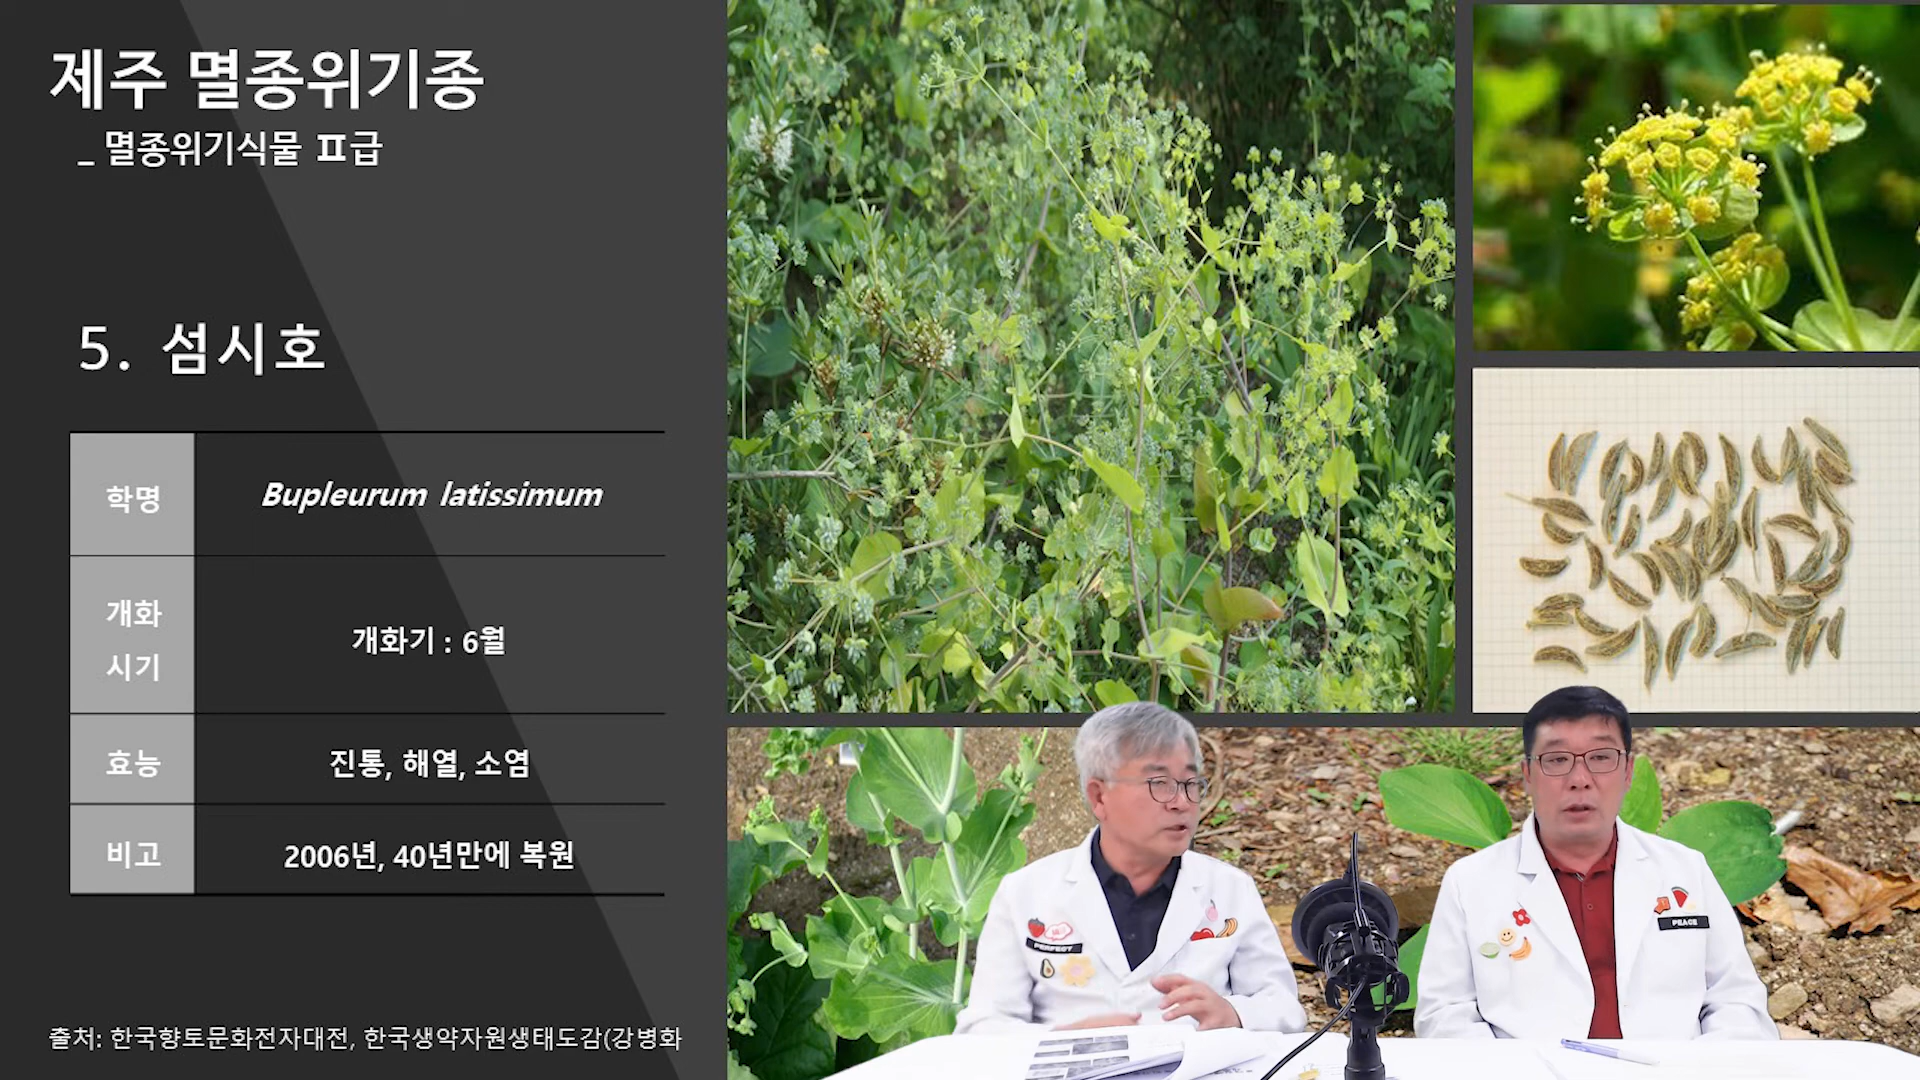 제주 멸종위기종
_ 멸종위기식물 Ⅱ급
5. 섬시호
학명
Bupleurum latissimum
개화
시기
개화기 : 6월
효능
진통, 해열, 소염
비고
2006년, 40년만에 복원
출처: 한국향토문화전자대전, 한국생약자원생태도감(강병화
PERFECT
PEACE